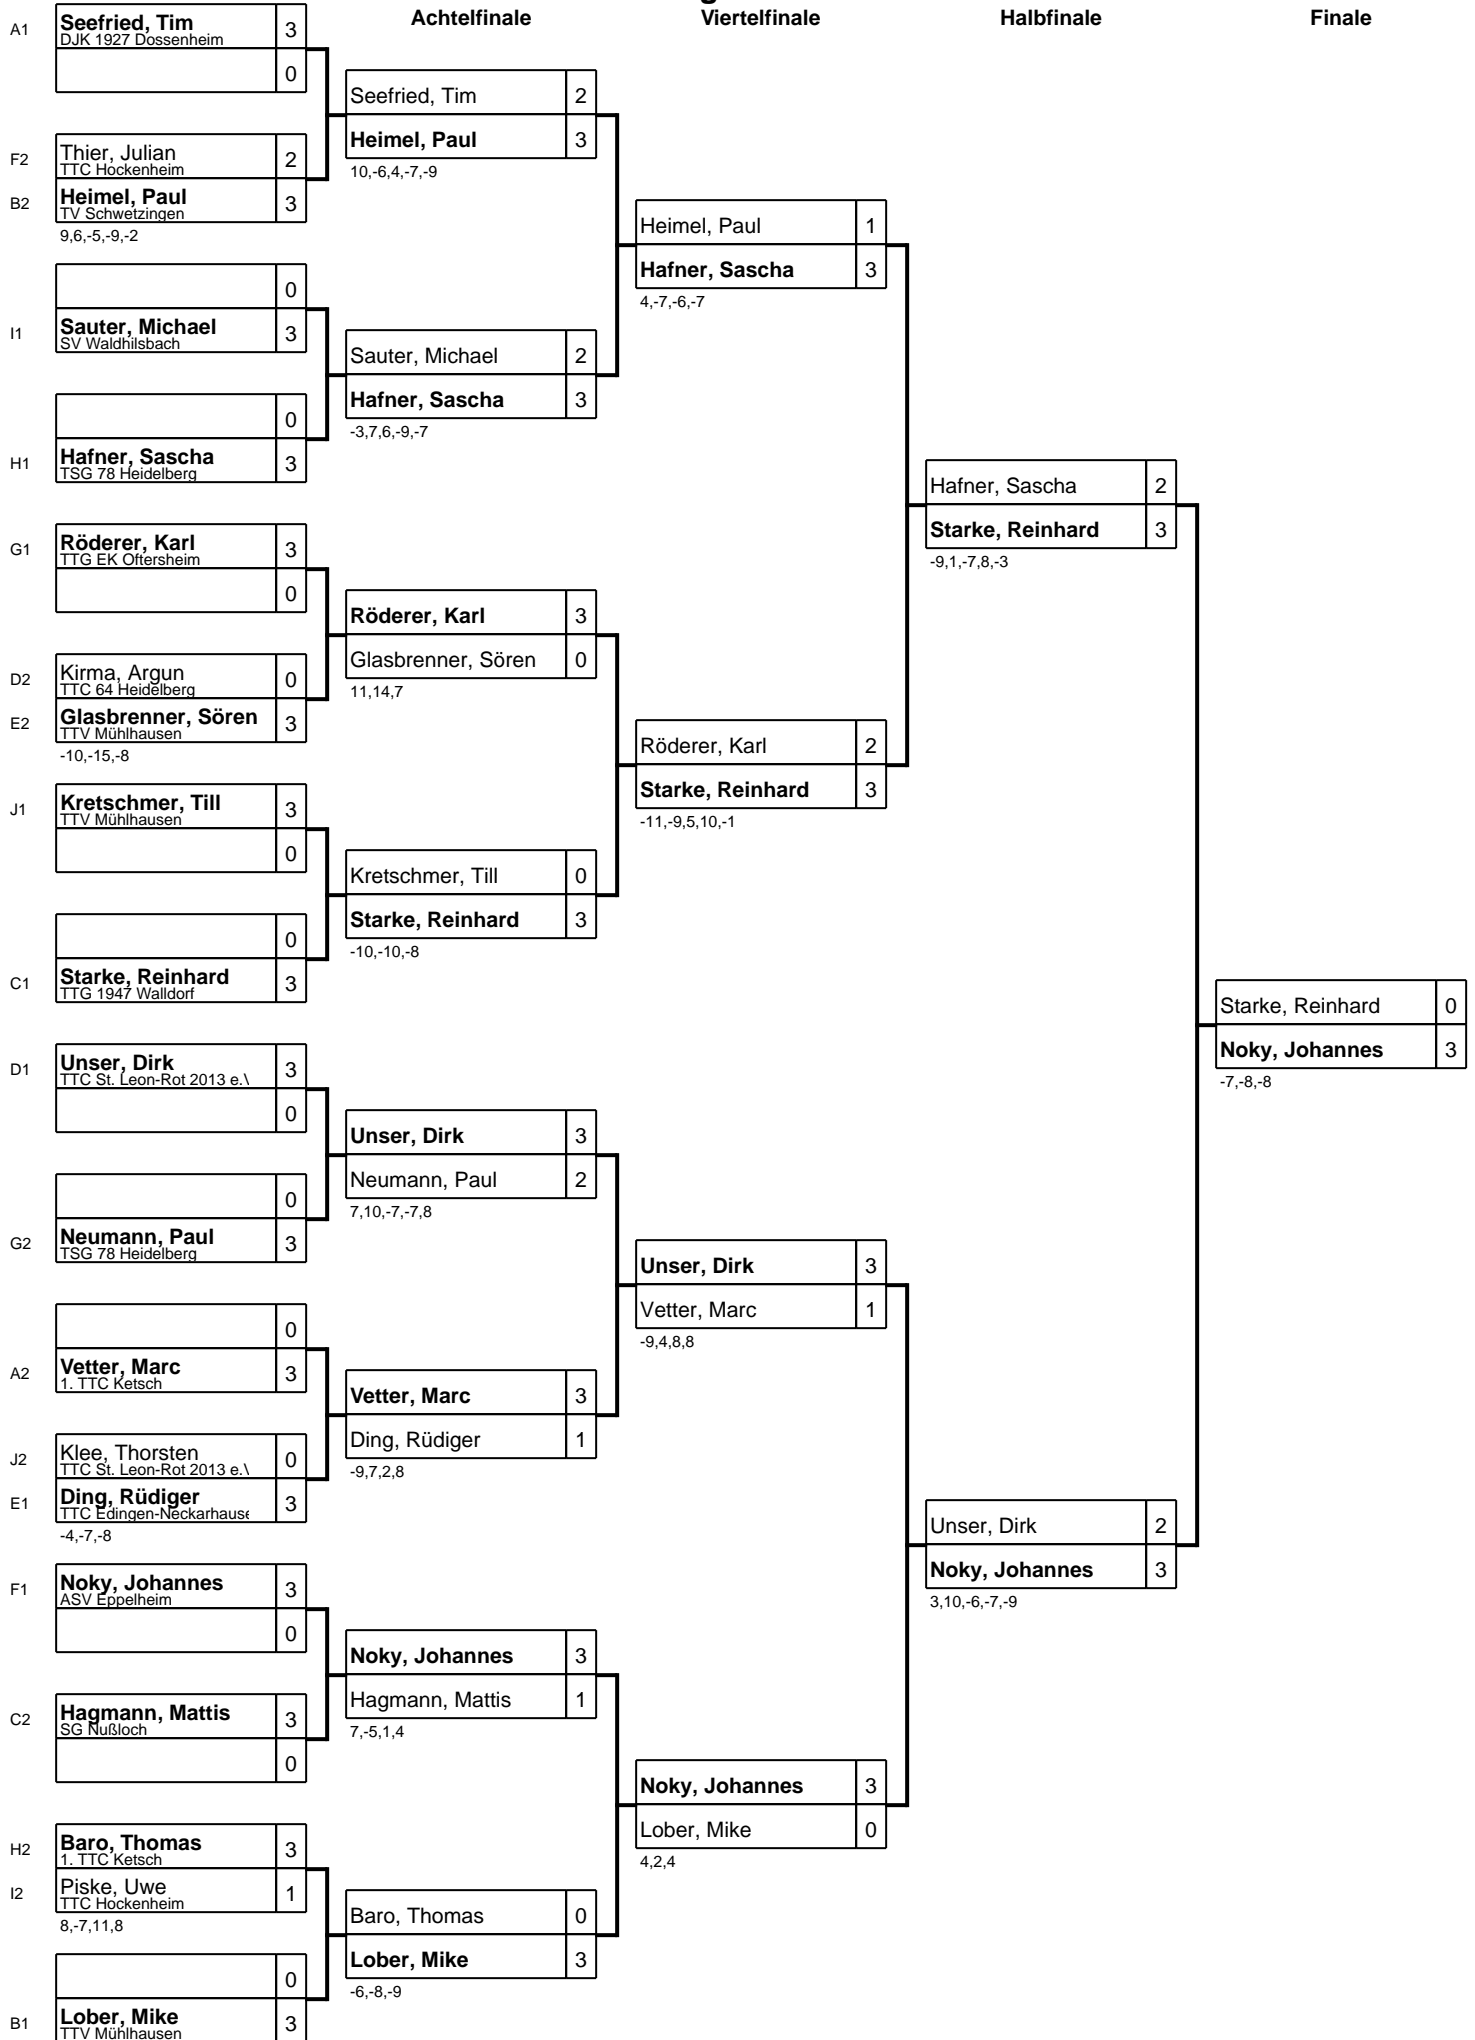 Achtelfinale
Viertelfinale
Halbfinale
Finale
A1
Seefried, Tim
3
DJK 1927 Dossenheim
0
F2
Thier, Julian
2
TTC Hockenheim
B2
Heimel, Paul
3
TV Schwetzingen
9,6,-5,-9,-2
0
I1
Sauter, Michael
3
SV Waldhilsbach
0
H1
Hafner, Sascha
3
TSG 78 Heidelberg
G1
Röderer, Karl
3
TTG EK Oftersheim
0
D2
Kirma, Argun
0
TTC 64 Heidelberg
E2
Glasbrenner, Sören
3
TTV Mühlhausen
-10,-15,-8
J1
Kretschmer, Till
3
TTV Mühlhausen
0
0
C1
Starke, Reinhard
3
TTG 1947 Walldorf
D1
Unser, Dirk
3
TTC St. Leon-Rot 2013 e.\
0
0
G2
Neumann, Paul
3
TSG 78 Heidelberg
0
A2
Vetter, Marc
3
1. TTC Ketsch
J2
Klee, Thorsten
0
TTC St. Leon-Rot 2013 e.\
E1
Ding, Rüdiger
3
TTC Edingen-Neckarhause
-4,-7,-8
F1
Noky, Johannes
3
ASV Eppelheim
0
C2
Hagmann, Mattis
3
SG Nußloch
0
H2
Baro, Thomas
3
1. TTC Ketsch
I2
Piske, Uwe
1
TTC Hockenheim
8,-7,11,8
0
B1
Lober, Mike
3
TTV Mühlhausen
Seefried, Tim
2
Heimel, Paul
3
10,-6,4,-7,-9
Sauter, Michael
2
Hafner, Sascha
3
-3,7,6,-9,-7
Röderer, Karl
3
Glasbrenner, Sören
0
11,14,7
Kretschmer, Till
0
Starke, Reinhard
3
-10,-10,-8
Unser, Dirk
3
Neumann, Paul
2
7,10,-7,-7,8
Vetter, Marc
3
Ding, Rüdiger
1
-9,7,2,8
Noky, Johannes
3
Hagmann, Mattis
1
7,-5,1,4
Baro, Thomas
0
Lober, Mike
3
-6,-8,-9
Heimel, Paul
1
Hafner, Sascha
3
4,-7,-6,-7
Röderer, Karl
2
Starke, Reinhard
3
-11,-9,5,10,-1
Unser, Dirk
3
Vetter, Marc
1
-9,4,8,8
Noky, Johannes
3
Lober, Mike
0
4,2,4
Hafner, Sascha
2
Starke, Reinhard
3
-9,1,-7,8,-3
Unser, Dirk
2
Noky, Johannes
3
3,10,-6,-7,-9
Starke, Reinhard
0
Noky, Johannes
3
-7,-8,-8